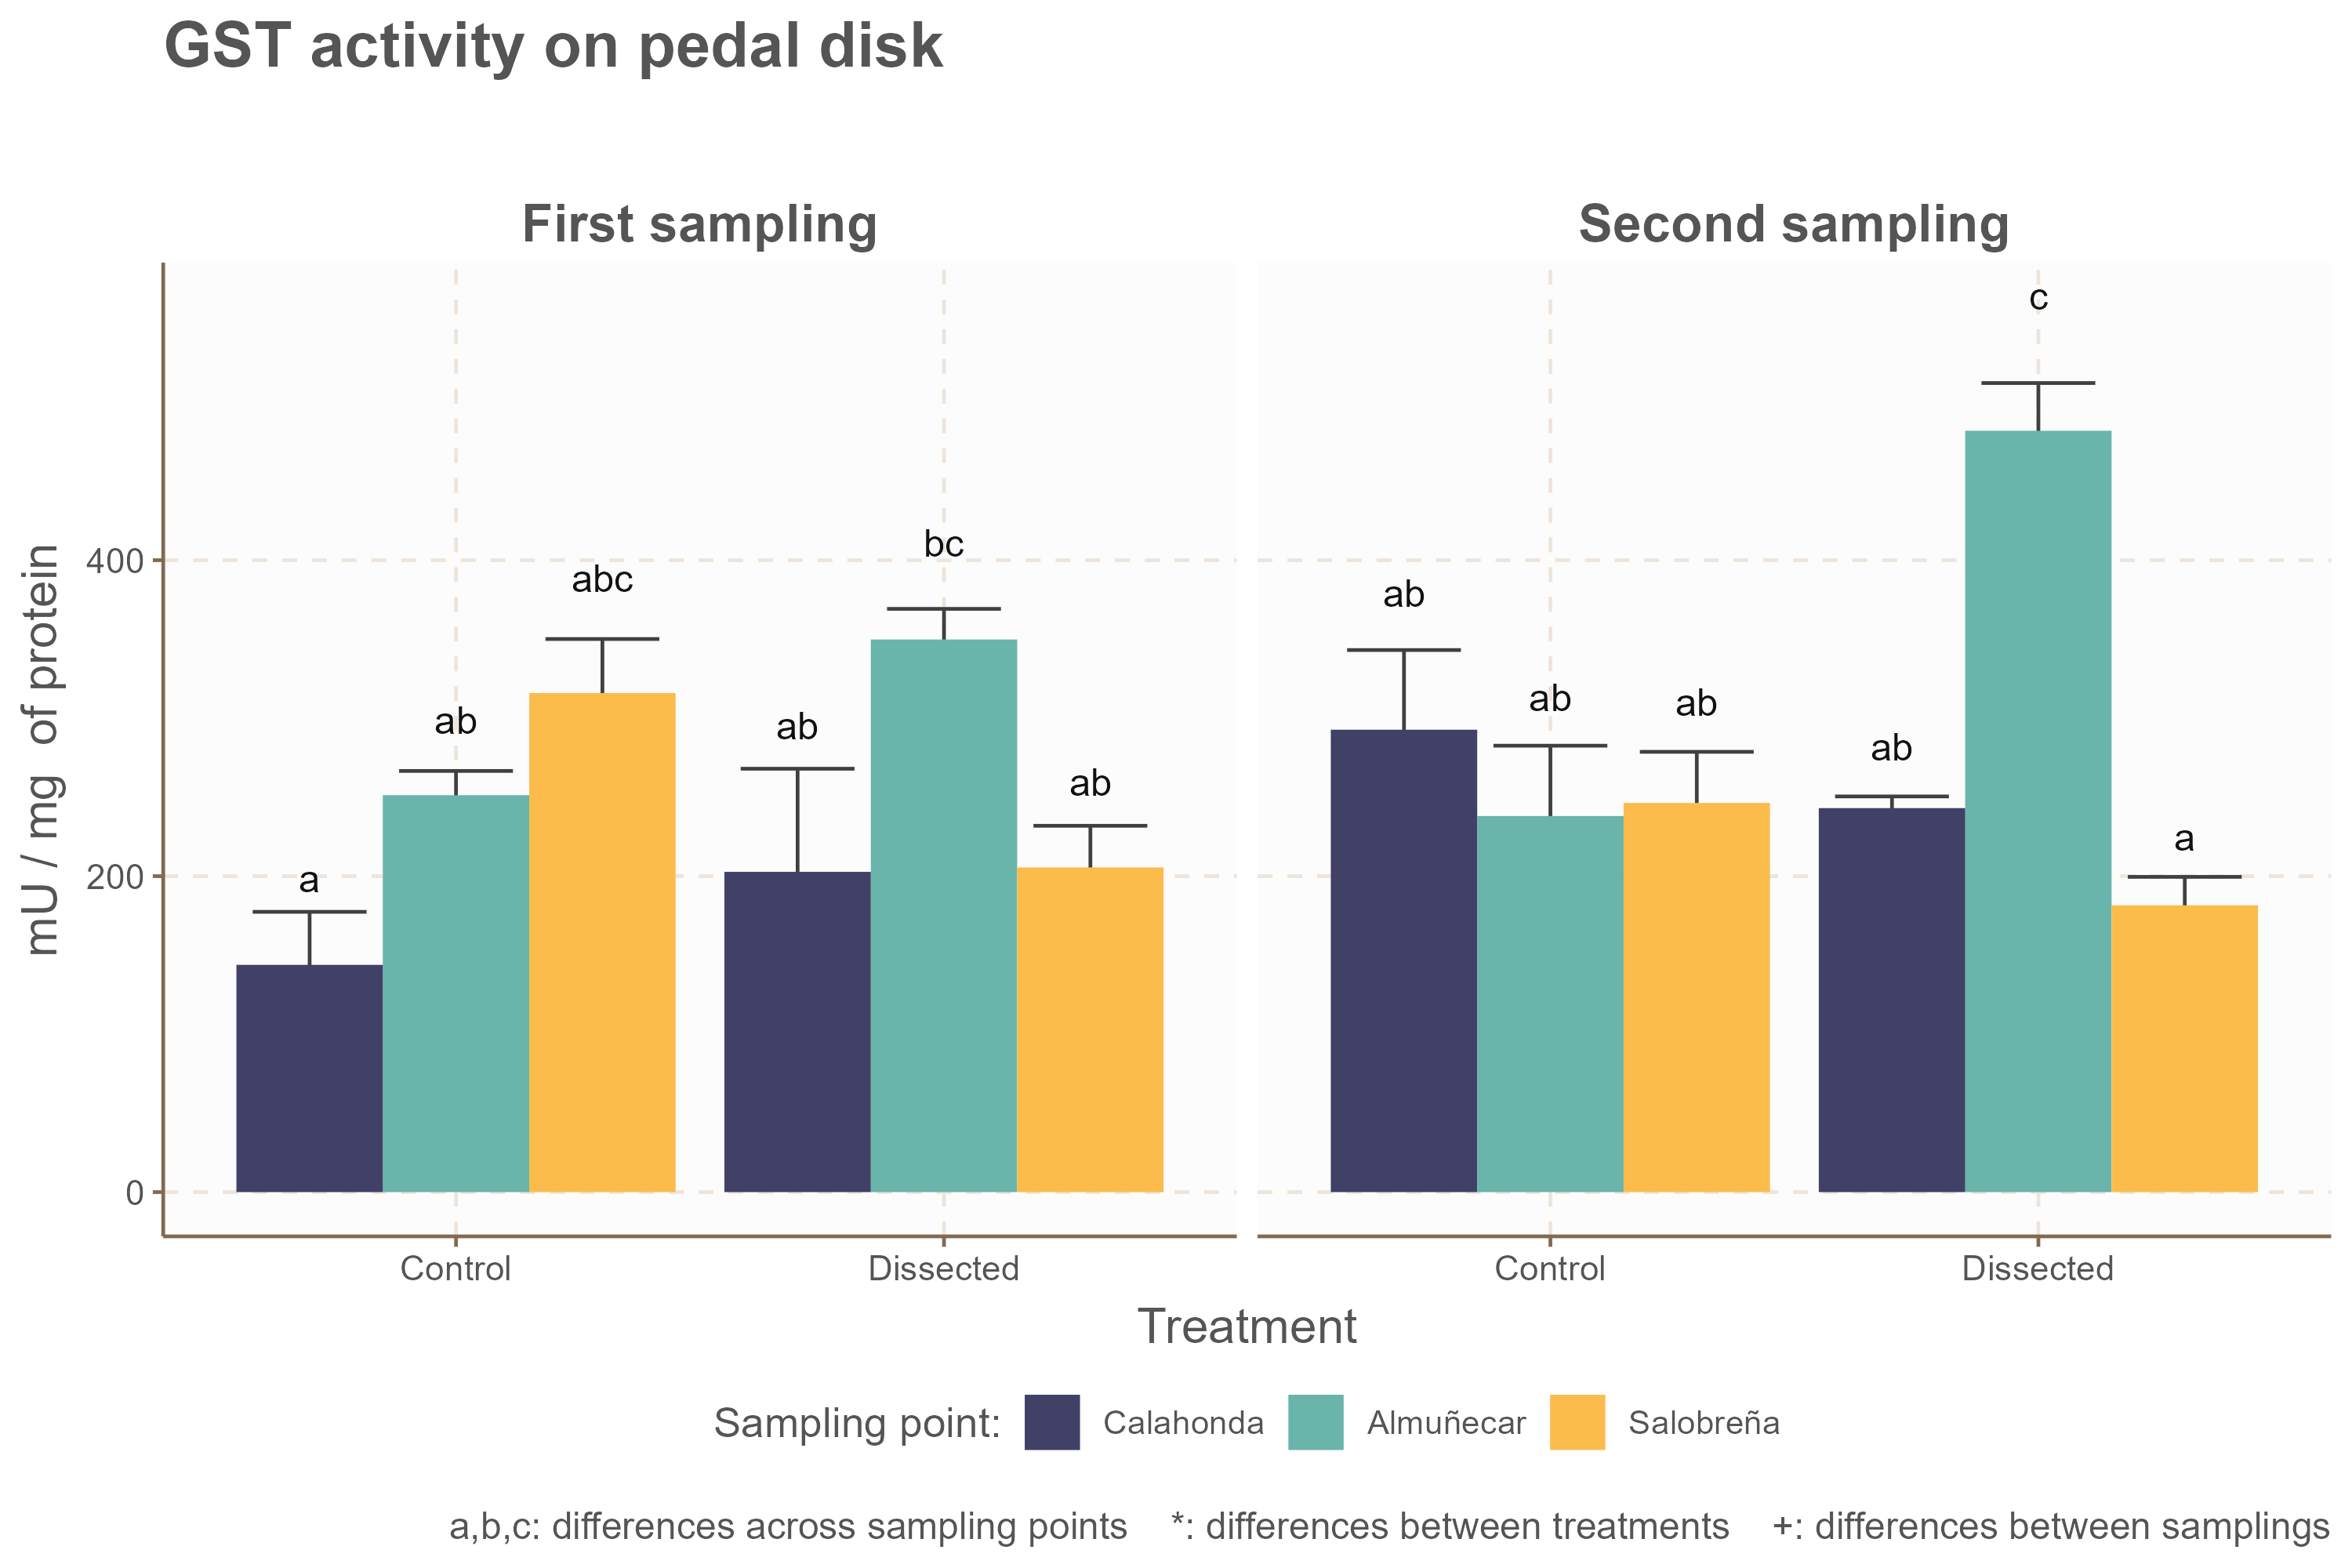 GST activity on pedal disk
First sampling
Second sampling
mU / mg  of protein
400
200
0
a
ab
abc
ab
bc
ab
ab
ab
ab
ab
c
a
Control
Dissected
Control
Dissected
Treatment
Sampling point: Calahonda Almuñecar Salobreña
a,b,c: differences across sampling points    *: differences between treatments    +: differences between samplings